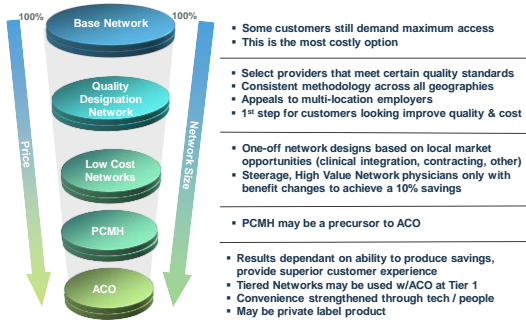 100%
Base Network
100%
Price
Network Size
▪ Some customers still demand maximum access
▪ This is the most costly option
Quality
Designation
Network
▪ Select providers that meet certain quality standards
▪ Consistent methodology across all geographies
▪ Appeals to multi-location employers
▪ 1st step for customers looking improve quality & cost
Low Cost
Networks
▪ One-off network designs based on local market
opportunities (clinical integration, contracting, other)
▪ Steerage, High Value Network physicians only with
benefit changes to achieve a 10% savings
PCMH
▪ PCMH may be a precursor to ACO
ACO
▪ Results dependant on ability to produce savings,
provide superior customer experience
▪ Tiered Networks may be used w/ACO at Tier 1
▪ Convenience strengthened through tech / people
▪ May be private label product